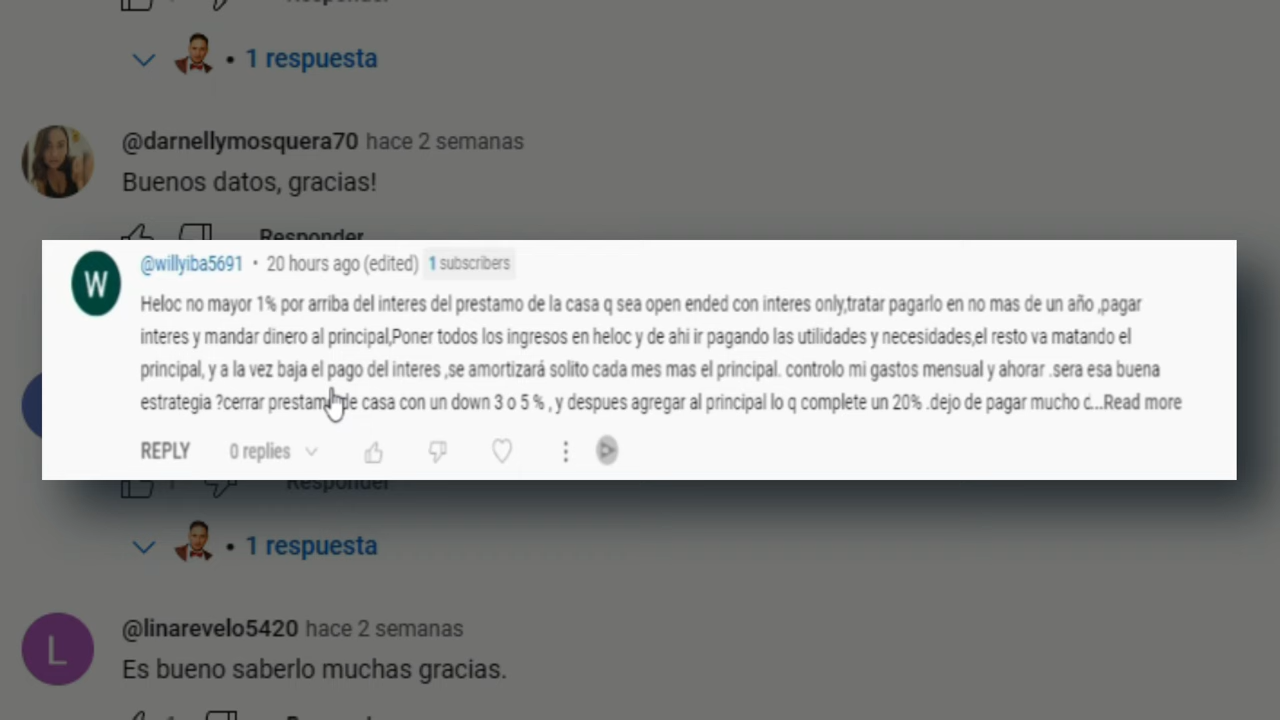 Responder
1 respuesta
@darnellymosquera70 hace 2 semanas
Buenos datos, gracias!
Responder
W
@willyiba5691 • 20 hours ago (edited) 1 subscribers
Heloc no mayor 1% por arriba del interes del prestamo de la casa q sea open ended con interes only,tratar pagarlo en no mas de un año ,pagar
interes y mandar dinero al principal,Poner todos los ingresos en heloc y de ahi ir pagando las utilidades y necesidades,el resto va matando el
principal, y a la vez baja el pago del interes ,se amortizará solito cada mes mas el principal. controlo mi gastos mensual y ahorar .sera esa buena
estrategia ?cerrar prestamo de casa con un down 3 o 5 % , y despues agregar al principal lo q complete un 20% .dejo de pagar mucho c...Read more
REPLY 0 replies
Responder
• 1 respuesta
L
@linarevelo5420 hace 2 semanas
Es bueno saberlo muchas gracias.